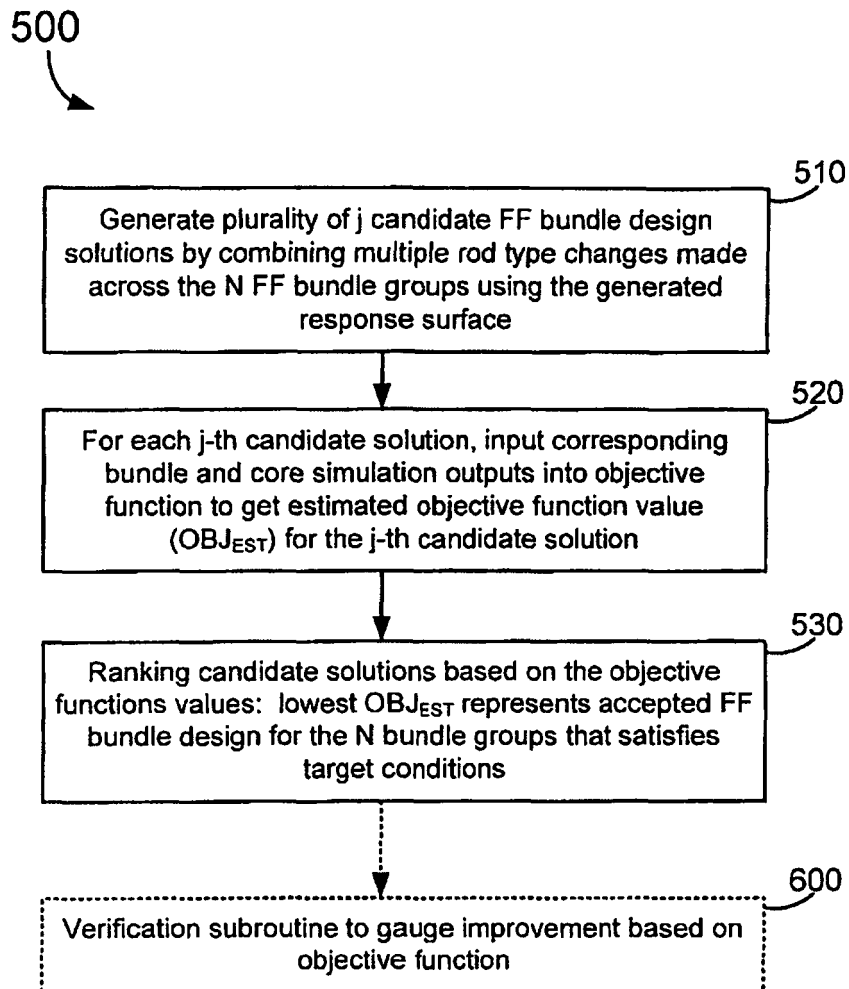 500
510
Generate plurality of j candidate FF bundle design
solutions by combining multiple rod type changes made
across the N FF bundle groups using the generated
response surface
520
For each j-th candidate solution, input corresponding
bundle and core simulation outputs into objective
function to get estimated objective function value
(OBJEST) for the j-th candidate solution
530
Ranking candidate solutions based on the objective
functions values: lowest OBJEST represents accepted FF
bundle design for the N bundle groups that satisfies
target conditions
600
Verification subroutine to gauge improvement based on
objective function